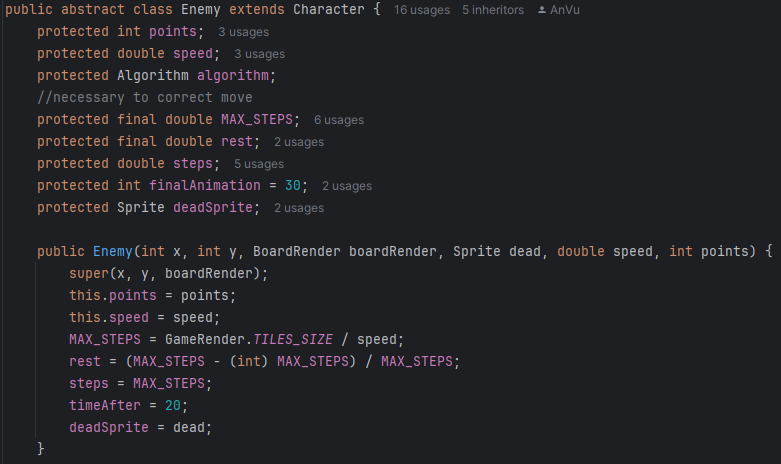 public abstract class Enemy extends Character { 16 usages 5 inheritors AnVu
    protected int points; 3 usages
    protected double speed; 3 usages
    protected Algorithm algorithm;
    //necessary to correct move
    protected final double MAX_STEPS; 6 usages
    protected final double rest; 2 usages
    protected double steps; 5 usages
    protected int finalAnimation = 30; 2 usages
    protected Sprite deadSprite; 2 usages

    public Enemy(int x, int y, BoardRender boardRender, Sprite dead, double speed, int points) {
        super(x, y, boardRender);
        this.points = points;
        this.speed = speed;
        MAX_STEPS = GameRender.TILES_SIZE / speed;
        rest = (MAX_STEPS - (int) MAX_STEPS) / MAX_STEPS;
        steps = MAX_STEPS;
        timeAfter = 20;
        deadSprite = dead;
    }